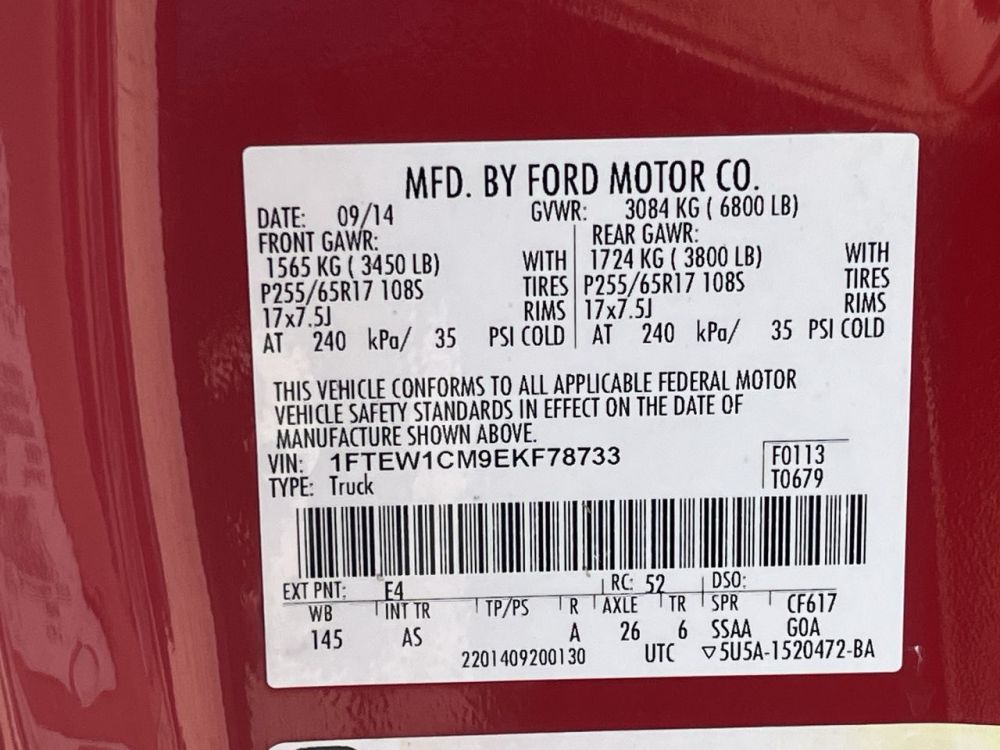 MFD. BY FORD MOTOR CO.
DATE: 09/14 GVWR: 3084 KG ( 6800 LB)
FRONT GAWR: REAR GAWR:
1565 KG ( 3450 LB) WITH 1724 KG ( 3800 LB) WITH
P255/65R17 108S TIRES P255/65R17 108S TIRES
17x7.5J RIMS 17x7.5J RIMS
AT 240 kPa/ 35 PSI COLD AT 240 kPa/ 35 PSI COLD
THIS VEHICLE CONFORMS TO ALL APPLICABLE FEDERAL MOTOR
VEHICLE SAFETY STANDARDS IN EFFECT ON THE DATE OF
MANUFACTURE SHOWN ABOVE.
VIN: 1FTEW1CM9EKF78733 F0113
TYPE: Truck T0679
EXT PNT: E4 RC: 52 DSO:
WB INT TR TP/PS R AXLE TR SPR CF617
145 AS A 26 6 SSAA GOA
2201409200130 UTC ▽5U5A-1520472-BA